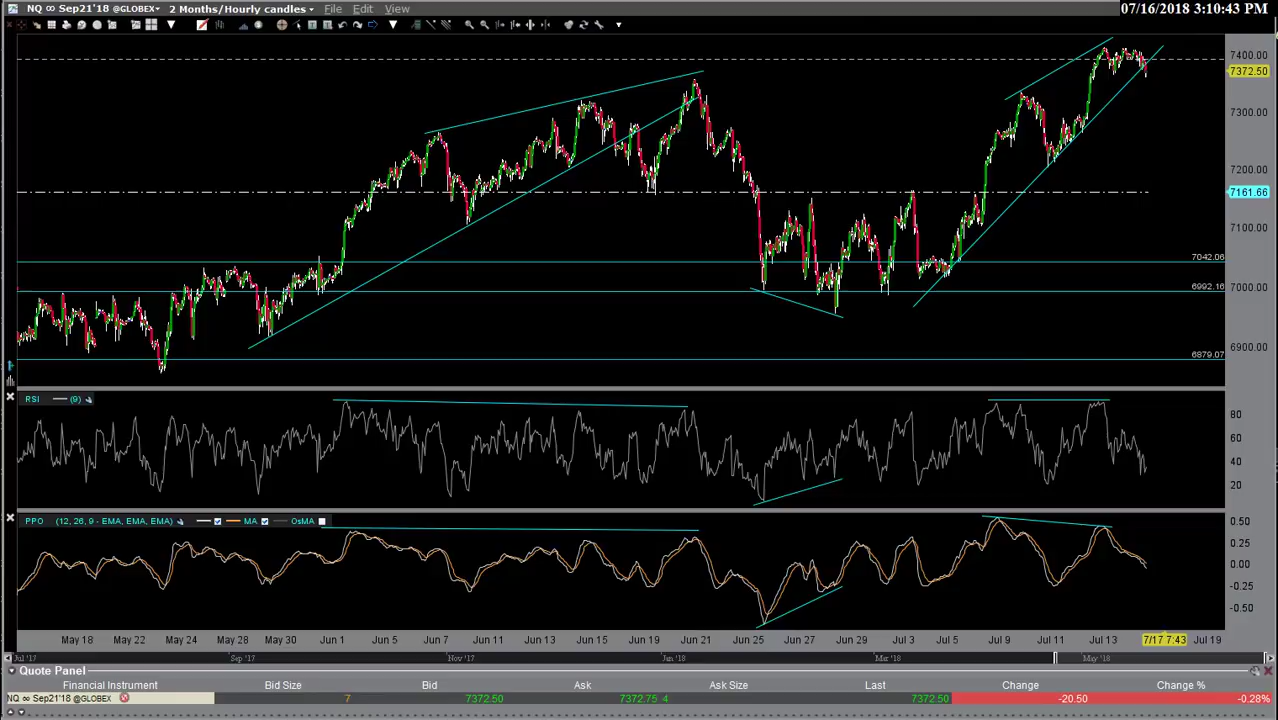 NQ ∞ Sep21'18 @GLOBEX 2 Months/Hourly candles File Edit View 07/16/2018 3:10:43 PM
7400.00
7372.50
7300.00
7200.00
7161.66
7100.00
7042.06
7000.00
6992.16
6900.00
6879.07
RSI (9)
80
60
40
20
PPO (12, 26, 9 - EMA, EMA, EMA) MA OsMA
0.50
0.25
0.00
-0.25
-0.50
May 18 May 22 May 24 May 28 May 30 Jun 1 Jun 5 Jun 7 Jun 11 Jun 13 Jun 15 Jun 19 Jun 21 Jun 25 Jun 27 Jun 29 Jul 3 Jul 5 Jul 9 Jul 11 Jul 13 7/17 7:43 Jul 19
Jul '17 Sep '17 Nov '17 Jan '18 Mar '18 May '18
Quote Panel
Financial Instrument Bid Size Bid Ask Ask Size Last Change Change %
NQ ∞ Sep21'18 @GLOBEX 7 7372.50 7372.75 4 7372.50 -20.50 -0.28%